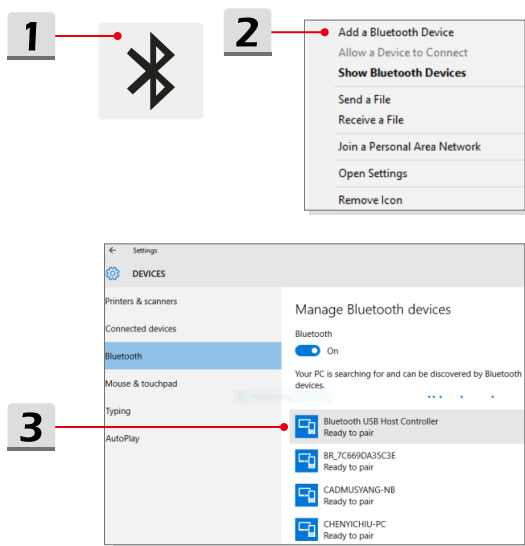 1
2
Add a Bluetooth Device
Allow a Device to Connect
Show Bluetooth Devices
Send a File
Receive a File
Join a Personal Area Network
Open Settings
Remove Icon
Settings
DEVICES
Printers & scanners
Connected devices
Bluetooth
Mouse & touchpad
Typing
AutoPlay
Manage Bluetooth devices
Bluetooth
On
Your PC is searching for and can be discovered by Bluetooth
devices.
3
Bluetooth USB Host Controller
Ready to pair
BR_7C669DA35C3E
Ready to pair
CADMUSYANG-NB
Ready to pair
CHENYICHIU-PC
Ready to pair